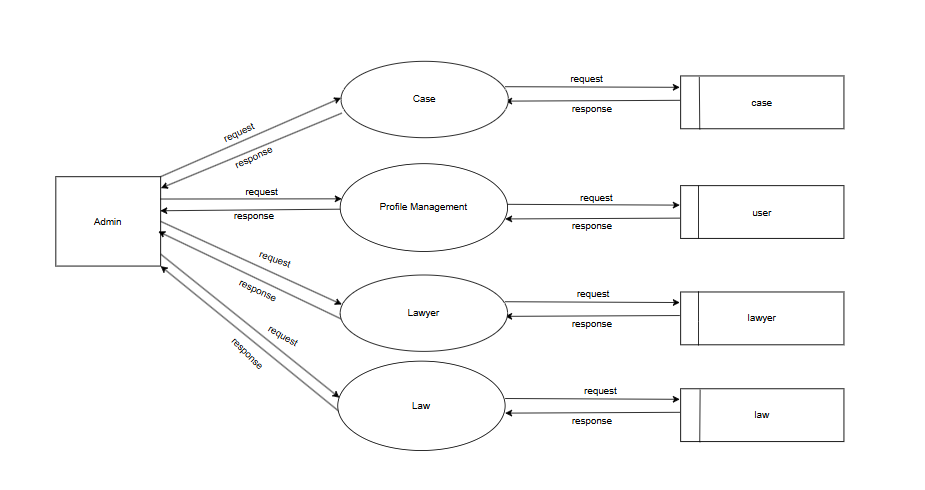 request
Case
case
response
request
response
Admin
request
Profile Management
request
user
response
response
request
Lawyer
request
lawyer
response
response
request
Law
request
law
response
response